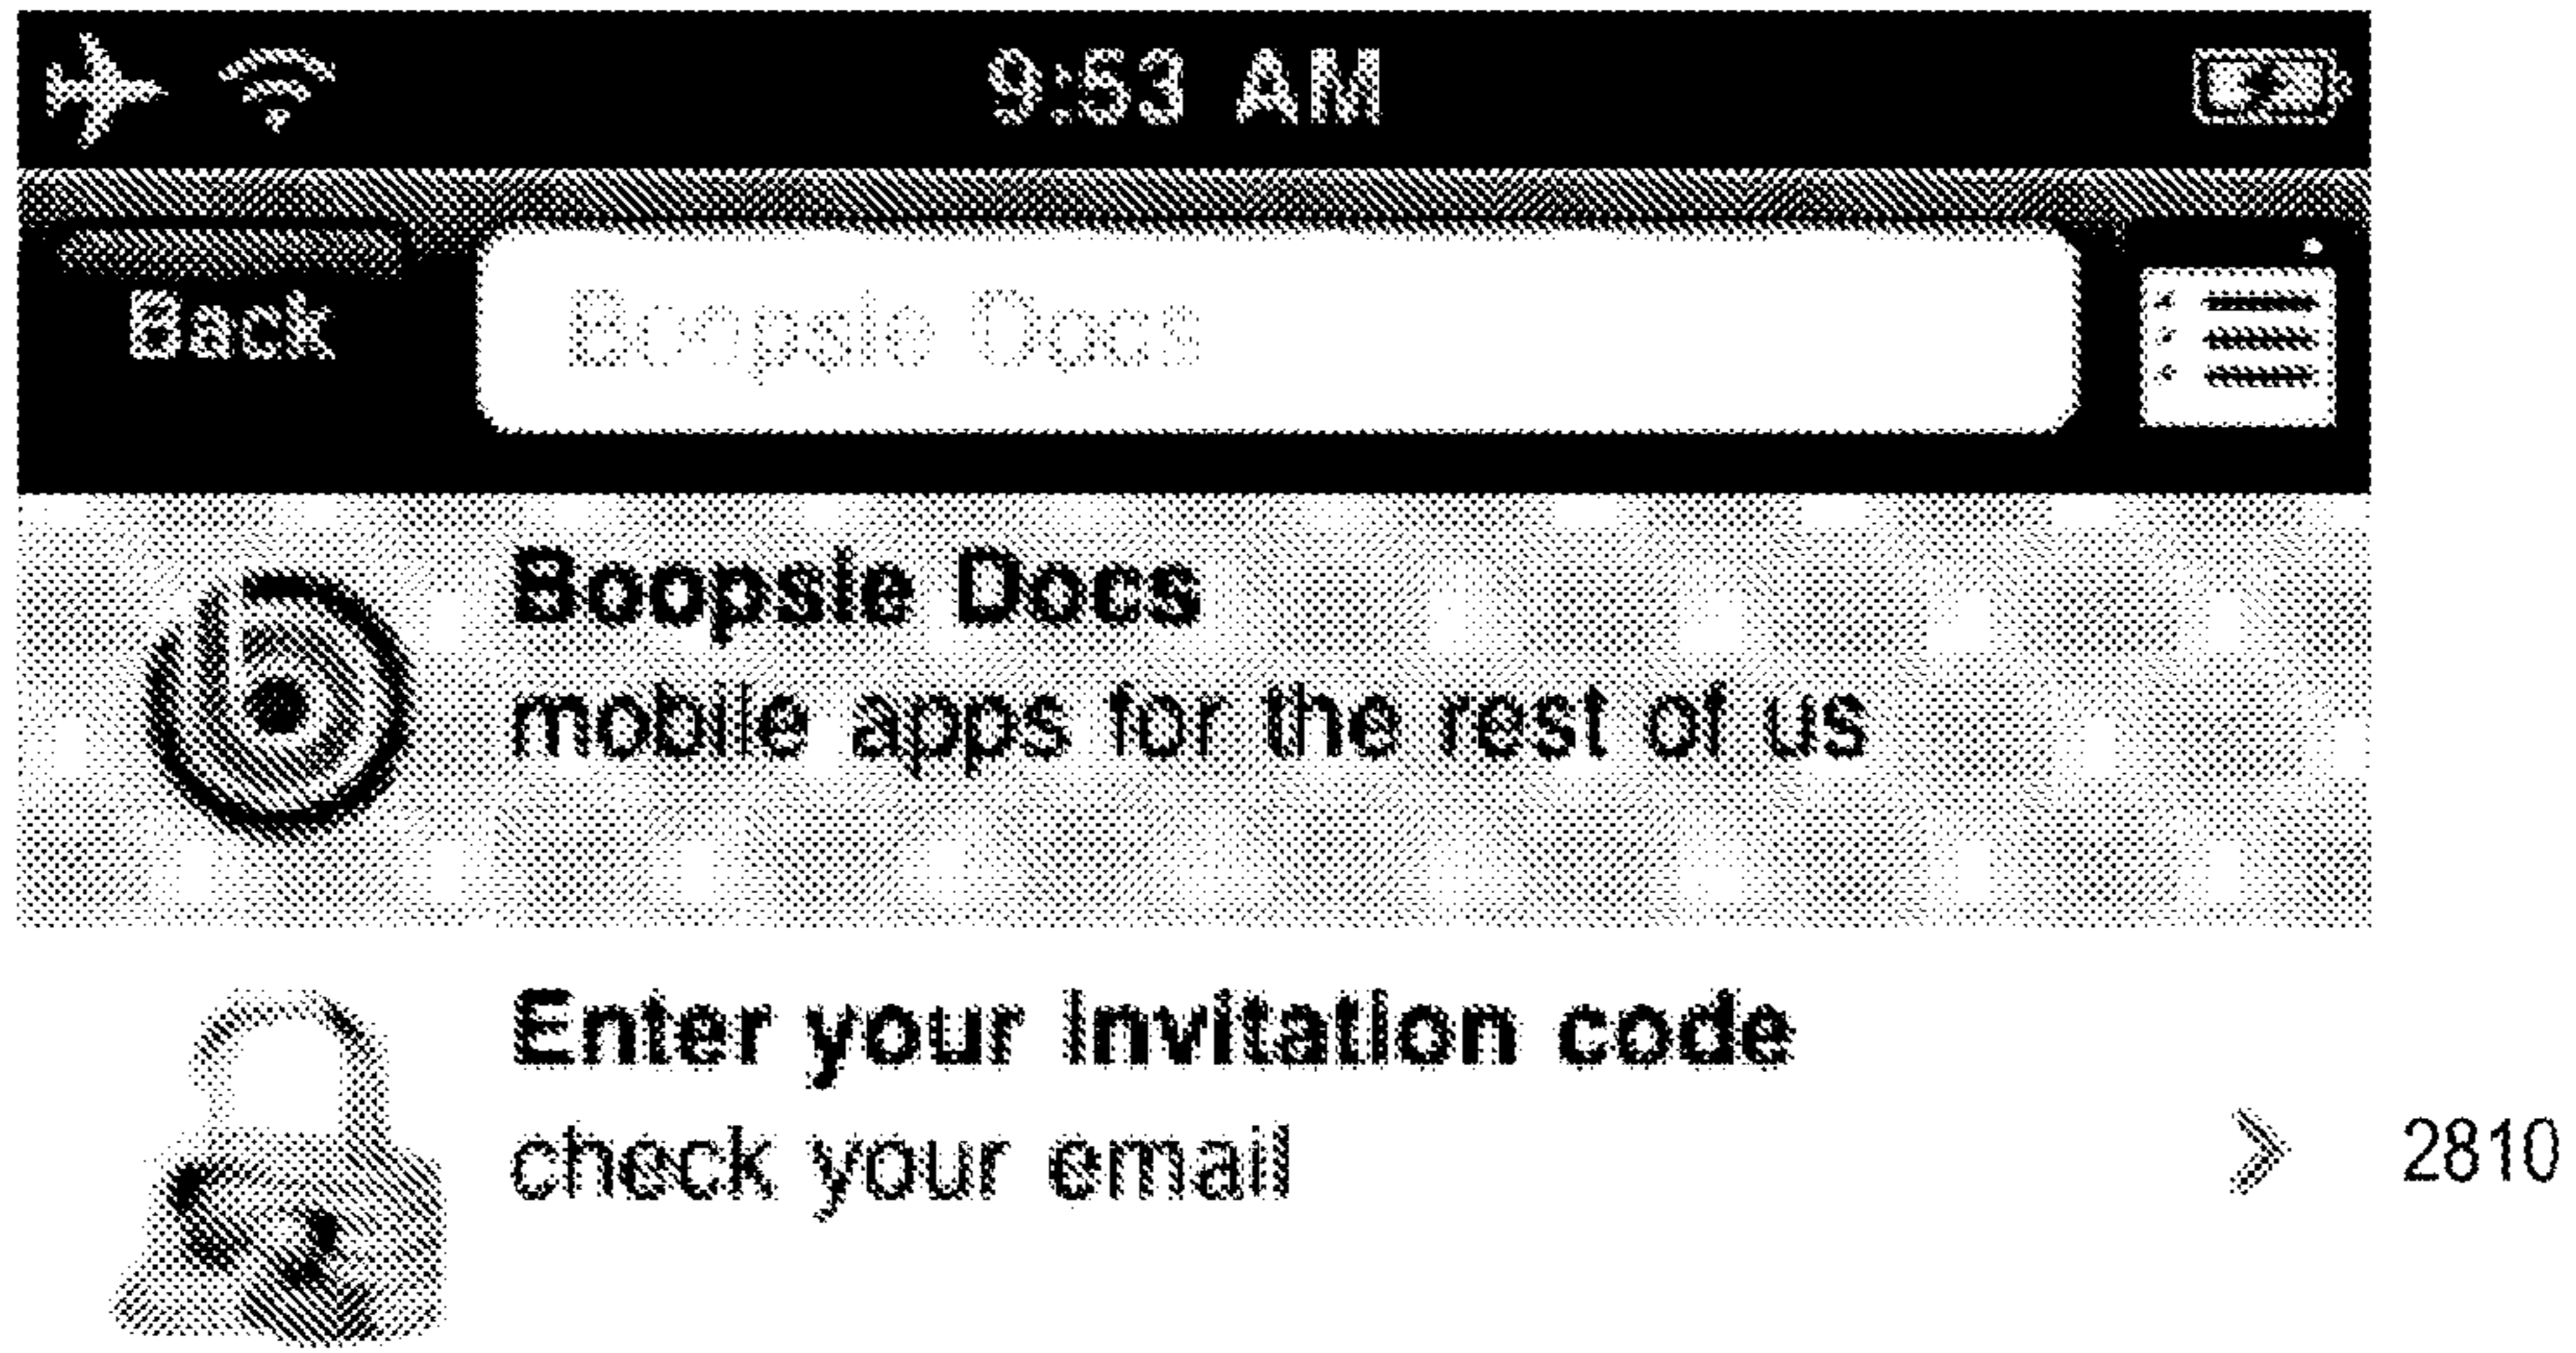 9:53 AM
Back
Boopsie Docs
Boopsie Docs
mobile apps for the rest of us
Enter your invitation code
check your email
2810